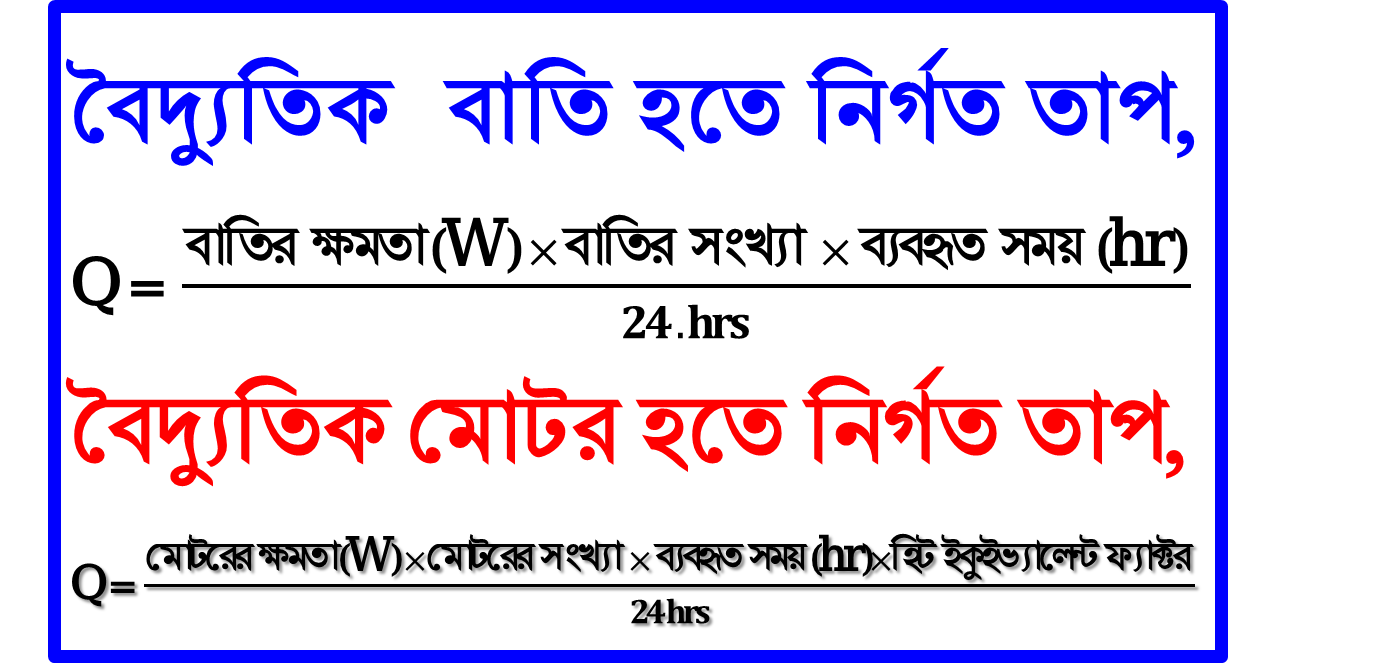 বৈদ্যুতিক বাতি হতে নির্গত তাপ,
Q = বাতির ক্ষমতা(W)×বাতির সংখ্যা × ব্যবহৃত সময় (hr)
24.hrs
বৈদ্যুতিক মোটর হতে নির্গত তাপ,
Q= মোটরের ক্ষমতা(W)×মোটরের সংখ্যা × ব্যবহৃত সময় (hr)×হিট ইকুইভ্যালেন্ট ফ্যাক্টর
24hrs